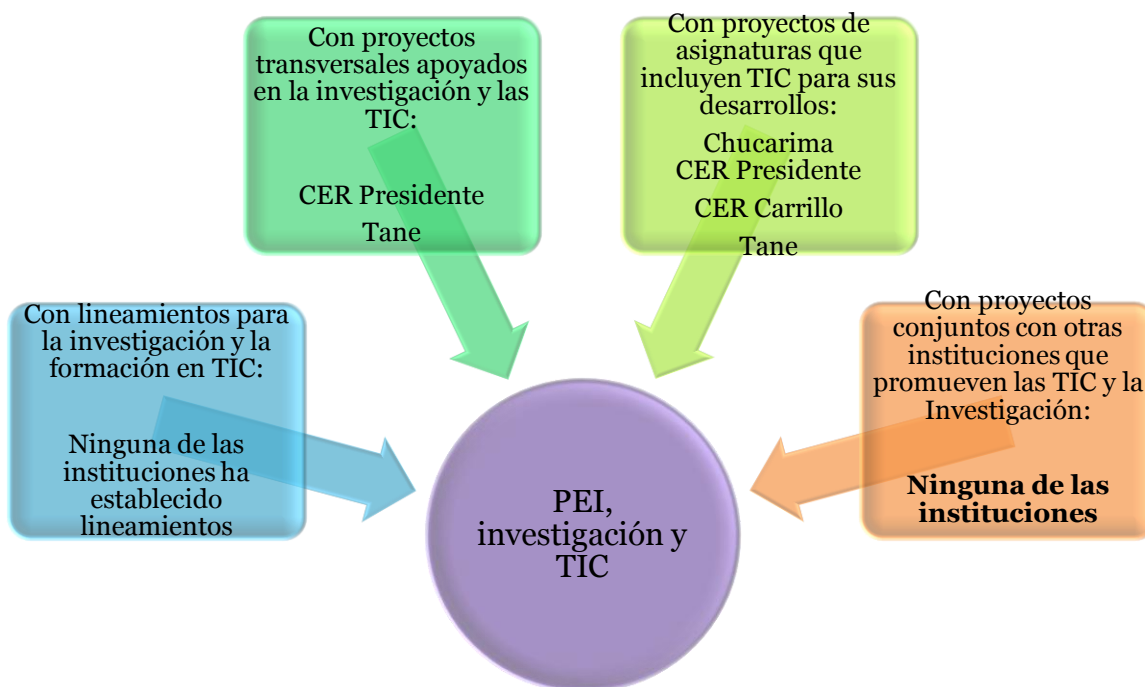 Con proyectos
transversales apoyados
en la investigación y las
TIC:
CER Presidente
Tane
Con proyectos de
asignaturas que
incluyen TIC para sus
desarrollos:
Chucarima
CER Presidente
CER Carrillo
Tane
Con lineamientos para
la investigación y la
formación en TIC:
Ninguna de las
instituciones ha
establecido
lineamientos
Con proyectos
conjuntos con otras
instituciones que
promueven las TIC y la
Investigación:
Ninguna de las
instituciones
PEI,
investigación y
TIC